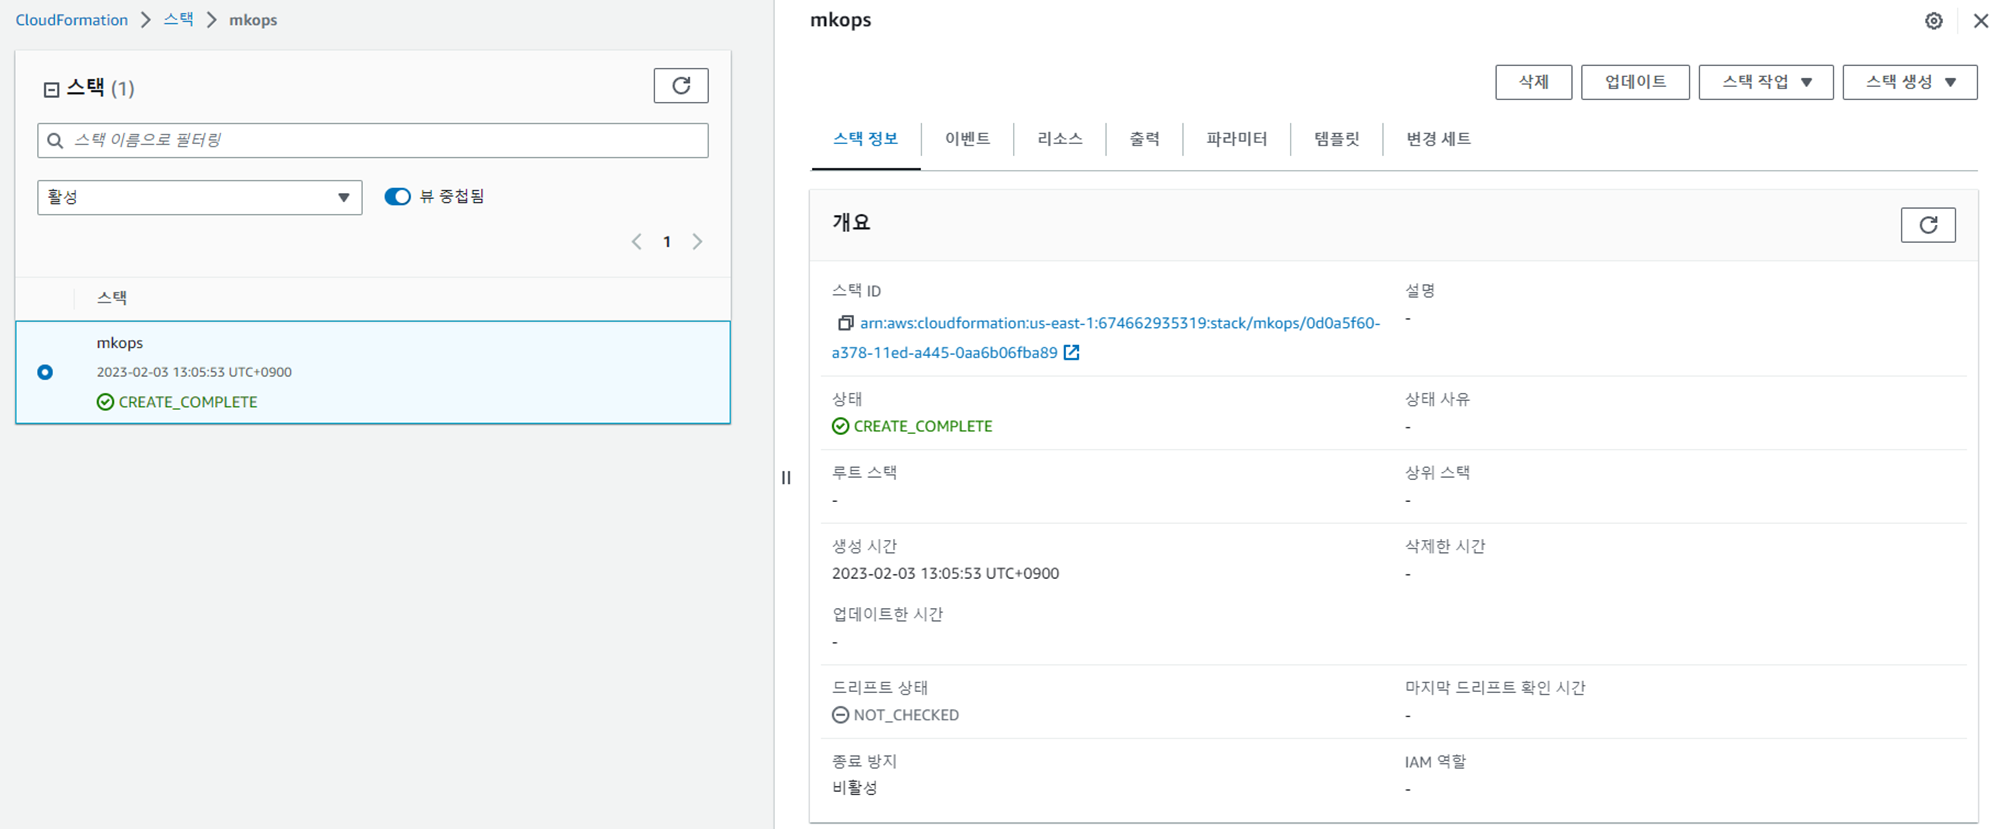 CloudFormation > 스택 > mkops
스택 (1)
스택 이름으로 필터링
활성
뷰 중첩됨
1
스택
mkops
2023-02-03 13:05:53 UTC+0900
CREATE_COMPLETE
mkops
삭제
업데이트
스택 작업
스택 생성
스택 정보
이벤트
리소스
출력
파라미터
템플릿
변경 세트
개요
스택 ID
arn:aws:cloudformation:us-east-1:674662935319:stack/mkops/0d0a5f60-
a378-11ed-a445-0aa6b06fba89
설명
-
상태
CREATE_COMPLETE
상태 사유
-
루트 스택
-
상위 스택
-
생성 시간
2023-02-03 13:05:53 UTC+0900
삭제한 시간
-
업데이트한 시간
-
드리프트 상태
NOT_CHECKED
마지막 드리프트 확인 시간
-
종료 방지
비활성
IAM 역할
-